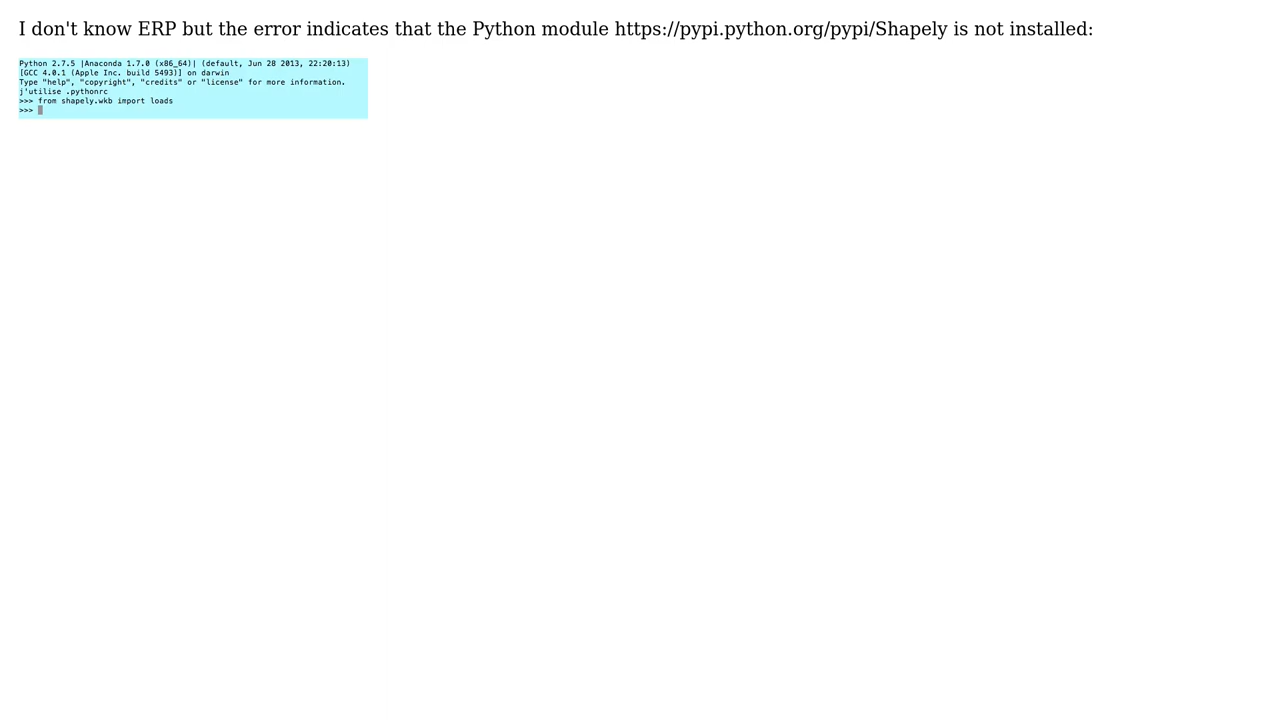 I don't know ERP but the error indicates that the Python module https://pypi.python.org/pypi/Shapely is not installed:
Python 2.7.5 |Anaconda 1.7.0 (x86_64)| (default, Jun 28 2013, 22:20:13)
[GCC 4.0.1 (Apple Inc. build 5493)] on darwin
Type "help", "copyright", "credits" or "license" for more information.
j'utilise .pythonrc
>>> from shapely.wkb import loads
>>>